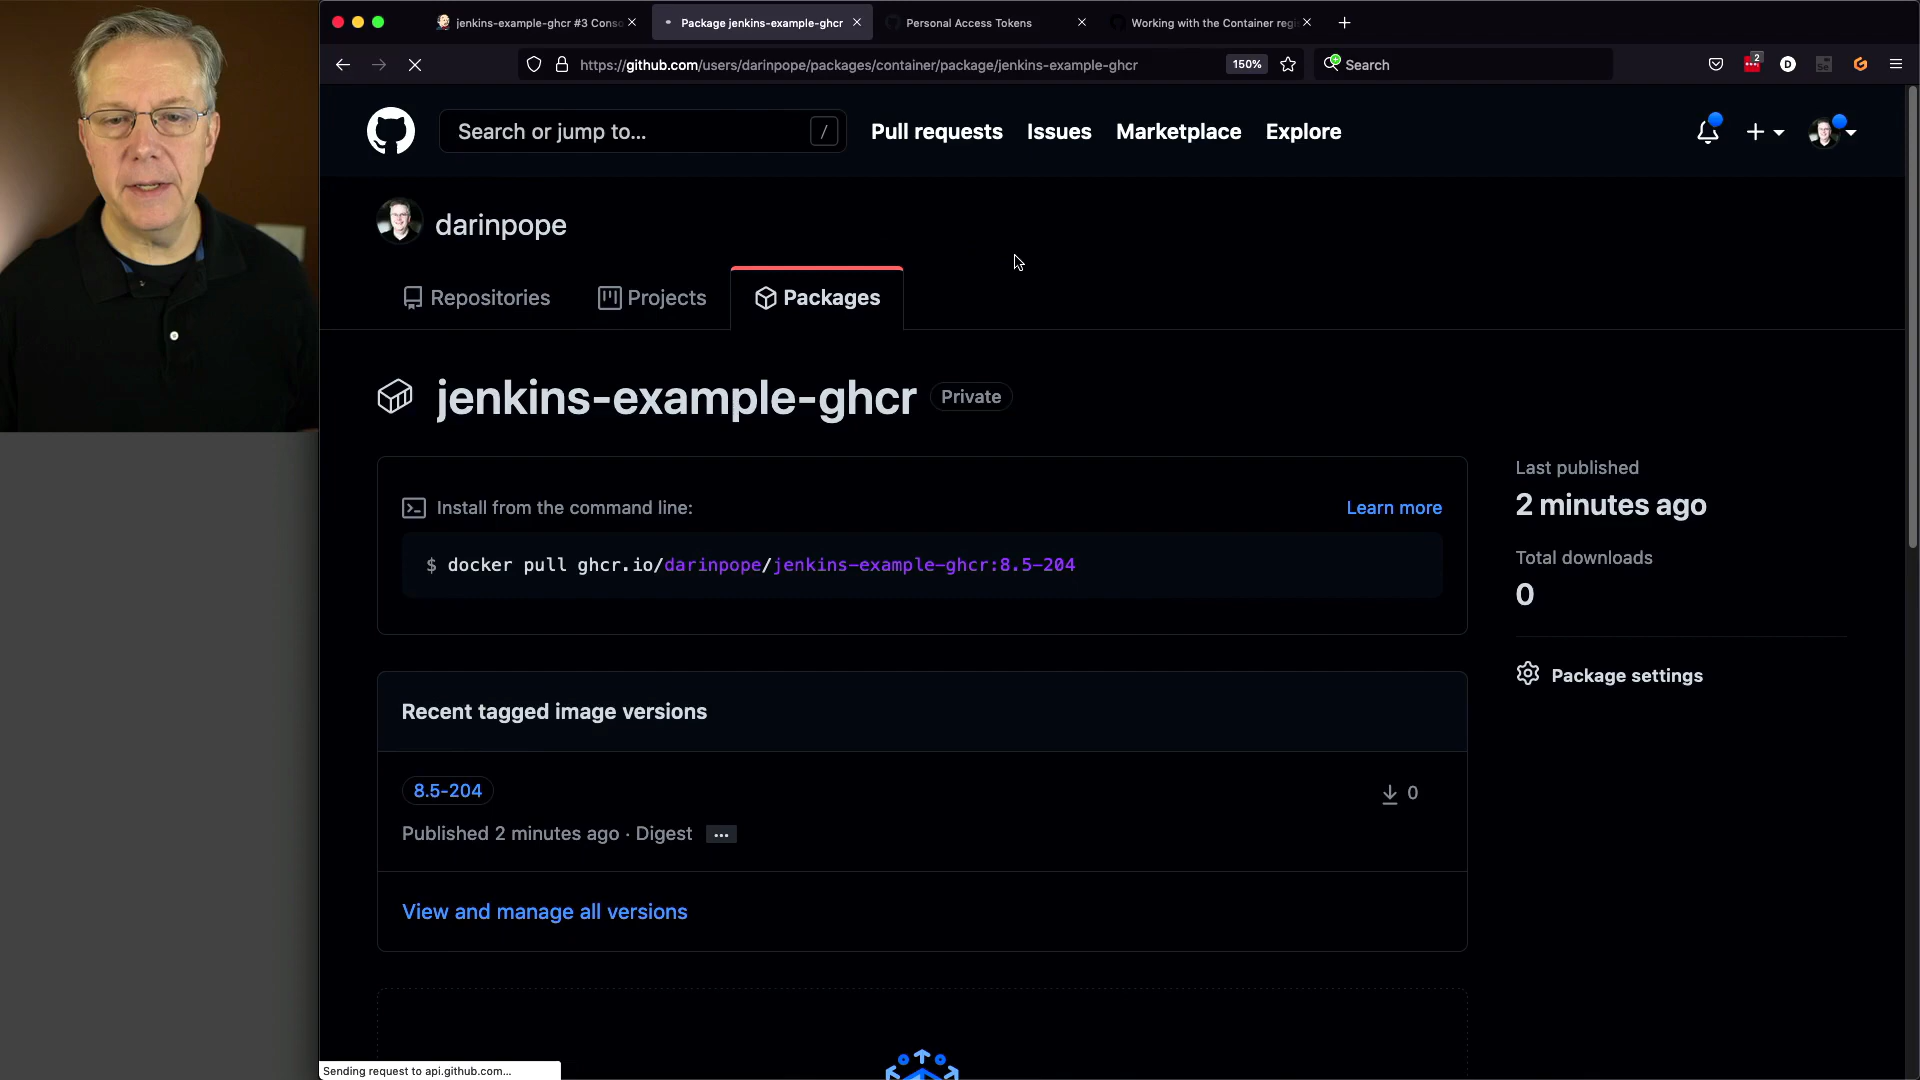 jenkins-example-ghcr #3 Conso
Package jenkins-example-ghcr
Personal Access Tokens
Working with the Container regis
https://github.com/users/darinpope/packages/container/package/jenkins-example-ghcr
150%
Search
2
D
Search or jump to...
/
Pull requests
Issues
Marketplace
Explore
darinpope
Repositories
Projects
Packages
jenkins-example-ghcr
Private
Install from the command line:
Learn more
$ docker pull ghcr.io/darinpope/jenkins-example-ghcr:8.5-204
Last published
2 minutes ago
Total downloads
0
Package settings
Recent tagged image versions
8.5-204
0
Published 2 minutes ago · Digest ...
View and manage all versions
Sending request to api.github.com...